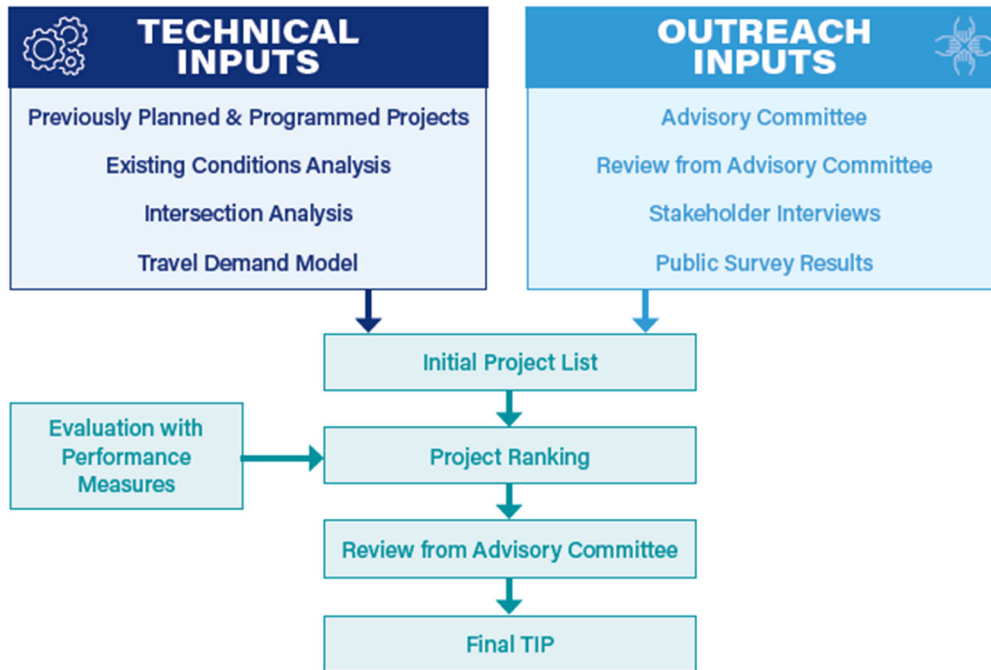 TECHNICAL
INPUTS
Previously Planned & Programmed Projects
Existing Conditions Analysis
Intersection Analysis
Travel Demand Model
OUTREACH
INPUTS
Advisory Committee
Review from Advisory Committee
Stakeholder Interviews
Public Survey Results
Initial Project List
Evaluation with
Performance
Measures
Project Ranking
Review from Advisory Committee
Final TIP